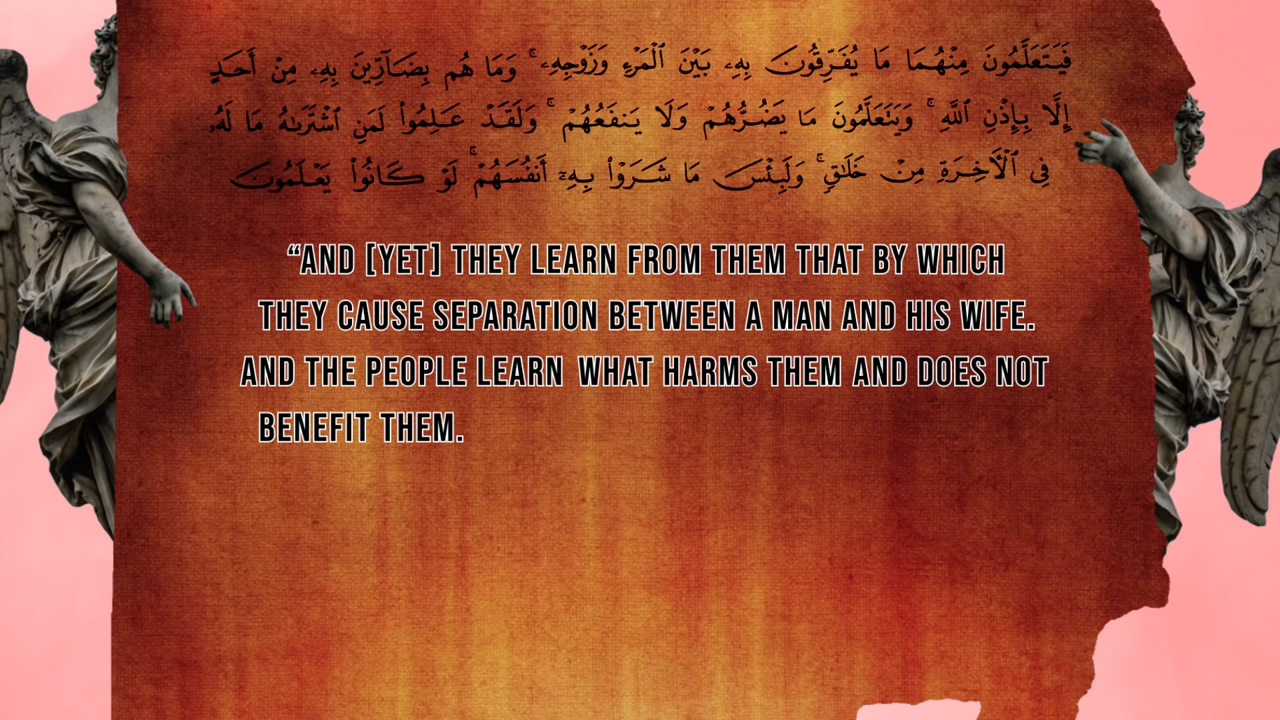 فَيَتَعَلَّمُونَ مِنْهُمَا مَا يُفَرِّقُونَ بِهِۦ بَيْنَ ٱلْمَرْءِ وَزَوْجِهِۦ ۚ وَمَا هُم بِضَآرِّينَ بِهِۦ مِنْ أَحَدٍ
إِلَّا بِإِذْنِ ٱللَّهِ ۚ وَيَتَعَلَّمُونَ مَا يَضُرُّهُمْ وَلَا يَنفَعُهُمْ ۚ وَلَقَدْ عَلِمُوا۟ لَمَنِ ٱشْتَرَىٰهُ مَا لَهُۥ
فِى ٱلْـَٔاخِرَةِ مِنْ خَلَـٰقٍ ۚ وَلَبِئْسَ مَا شَرَوْا۟ بِهِۦٓ أَنفُسَهُمْ ۚ لَوْ كَانُوا۟ يَعْلَمُونَ
“AND [YET] THEY LEARN FROM THEM THAT BY WHICH
THEY CAUSE SEPARATION BETWEEN A MAN AND HIS WIFE.
AND THE PEOPLE LEARN WHAT HARMS THEM AND DOES NOT
BENEFIT THEM.